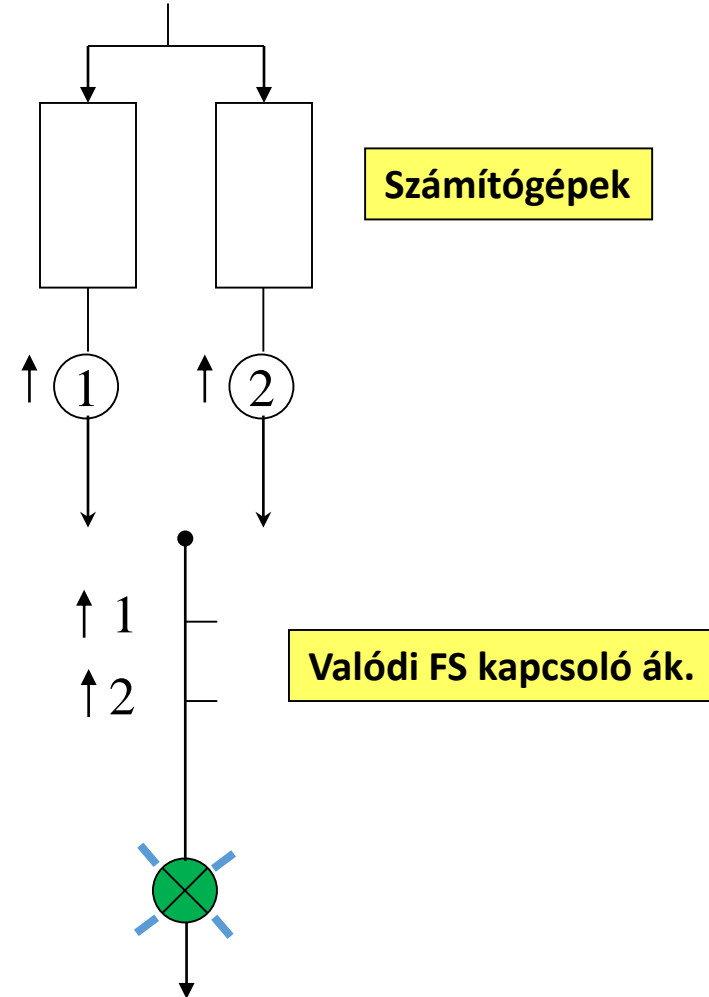 Számítógépek
↑ 1 ↑ 2
↑ 1
Valódi FS kapcsoló ák.
↑ 2